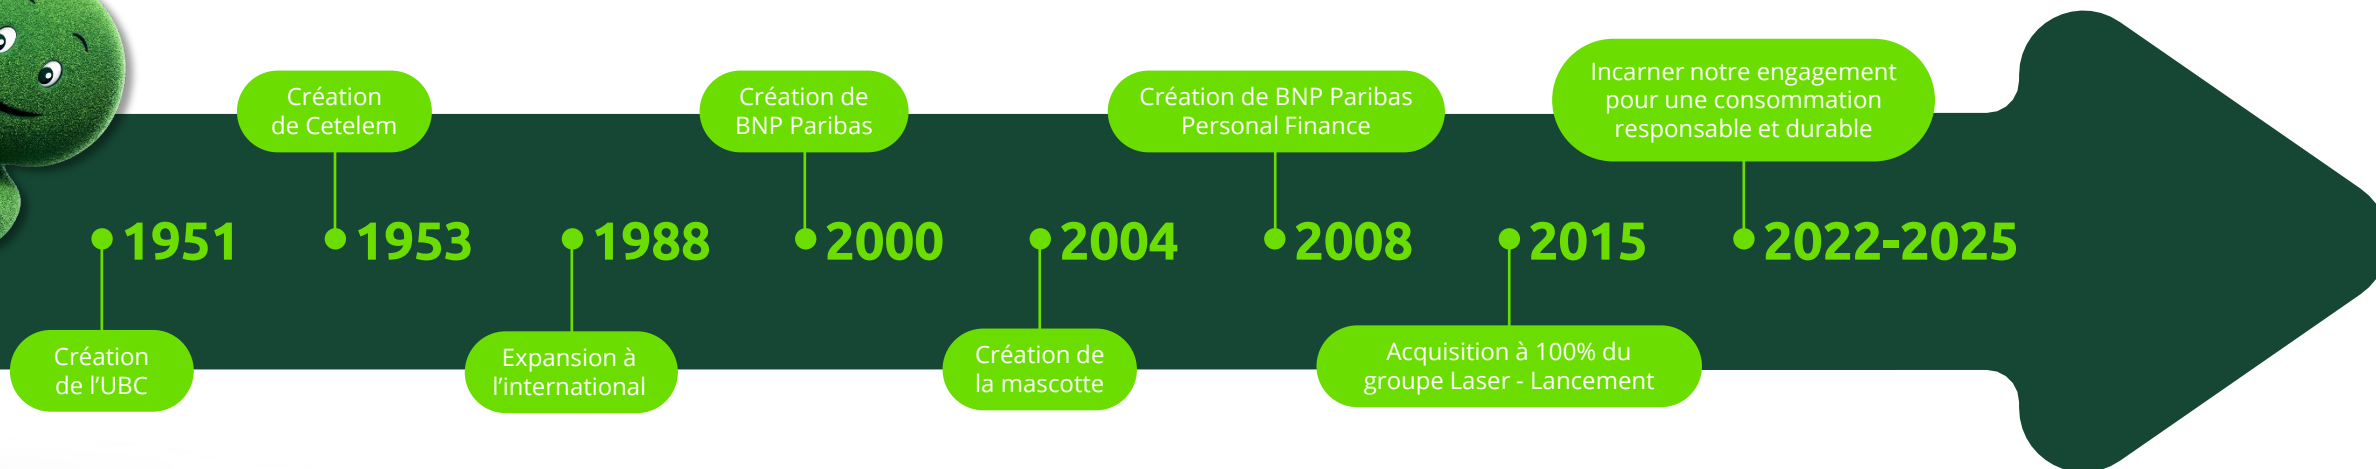 Création
de Cetelem
Création de
BNP Paribas
Création de BNP Paribas
Personal Finance
Incarner notre engagement
pour une consommation
responsable et durable
1951
1953
1988
2000
2004
2008
2015
2022-2025
Création
de l’UBC
Expansion à
l’international
Création de
la mascotte
Acquisition à 100% du
groupe Laser - Lancement